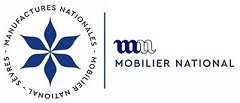 MANUFACTURES NATIONALES - MOBILIER NATIONAL - SÈVRES -
MOBILIER NATIONAL